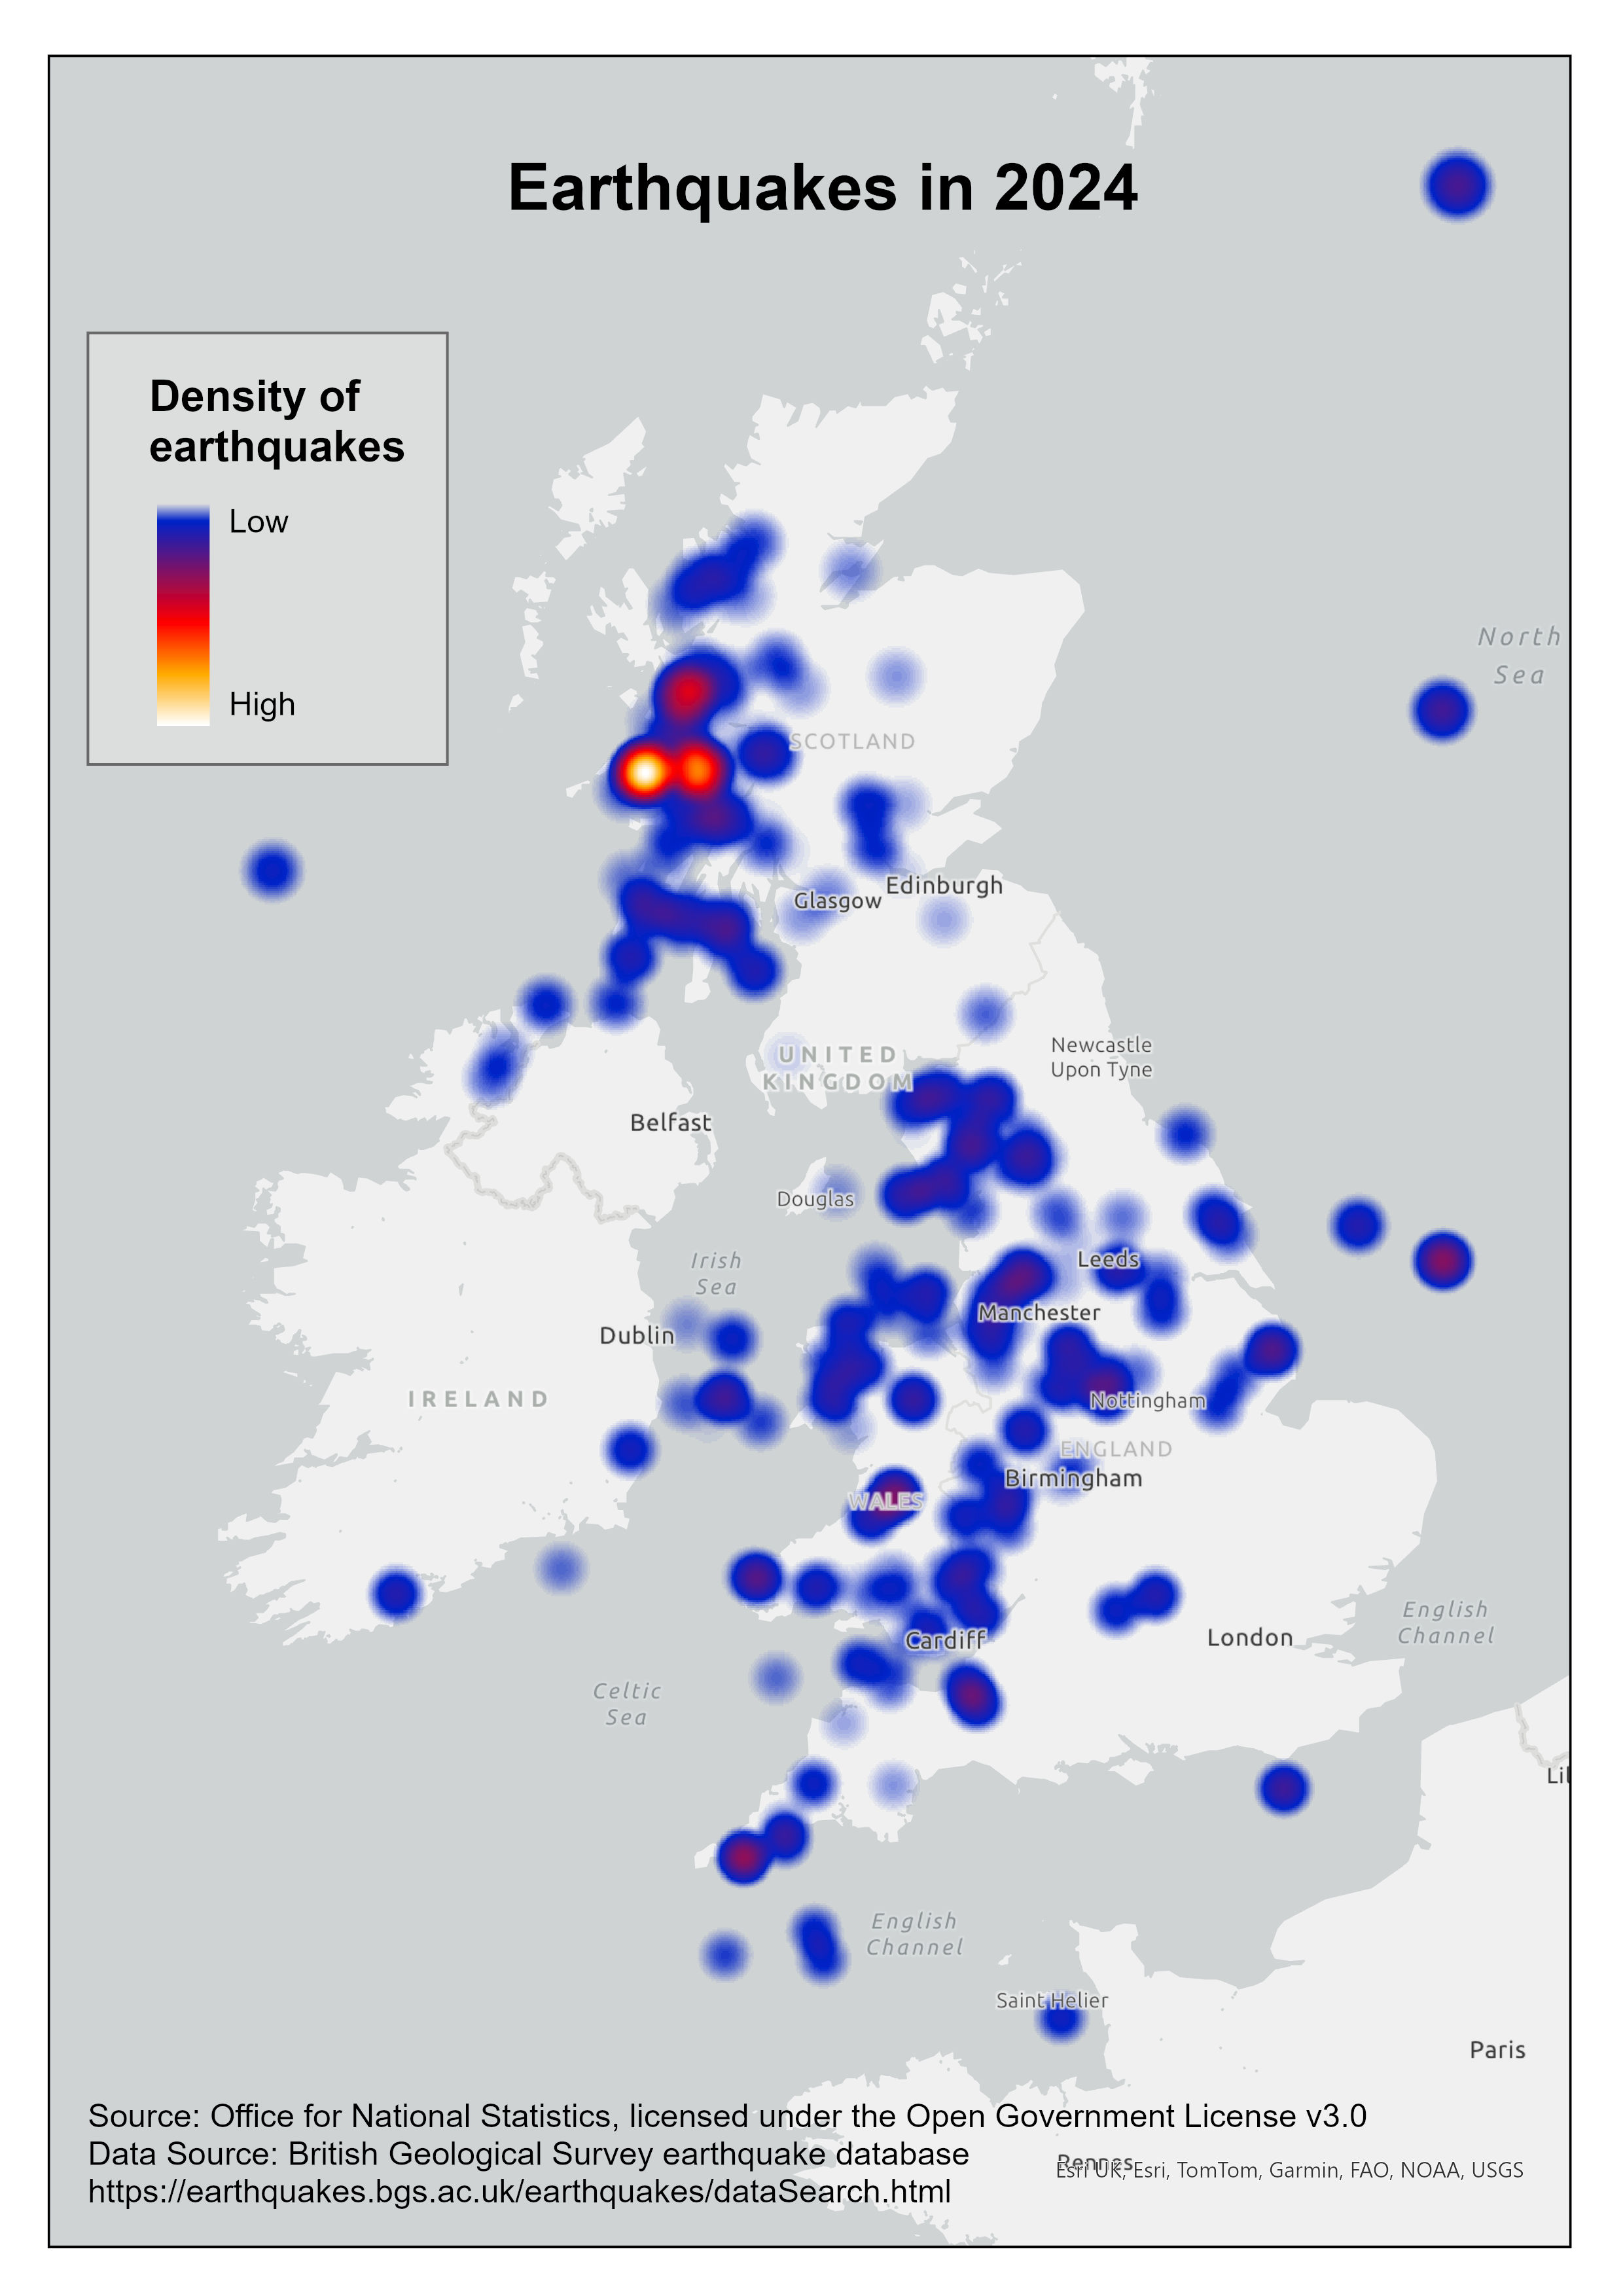 Earthquakes in 2024
Density of
earthquakes
Low
High
North
Sea
SCOTLAND
Edinburgh
Glasgow
Newcastle
Upon Tyne
UNITED
KINGDOM
Belfast
Douglas
Irish
Sea
Leeds
Manchester
Dublin
IRELAND
Nottingham
ENGLAND
Birmingham
WALES
English
Channel
London
Cardiff
Celtic
Sea
Lil
English
Channel
Saint Helier
Paris
Source: Office for National Statistics, licensed under the Open Government License v3.0
Data Source: British Geological Survey earthquake database
Rennes
Esri UK, Esri, TomTom, Garmin, FAO, NOAA, USGS
https://earthquakes.bgs.ac.uk/earthquakes/dataSearch.html